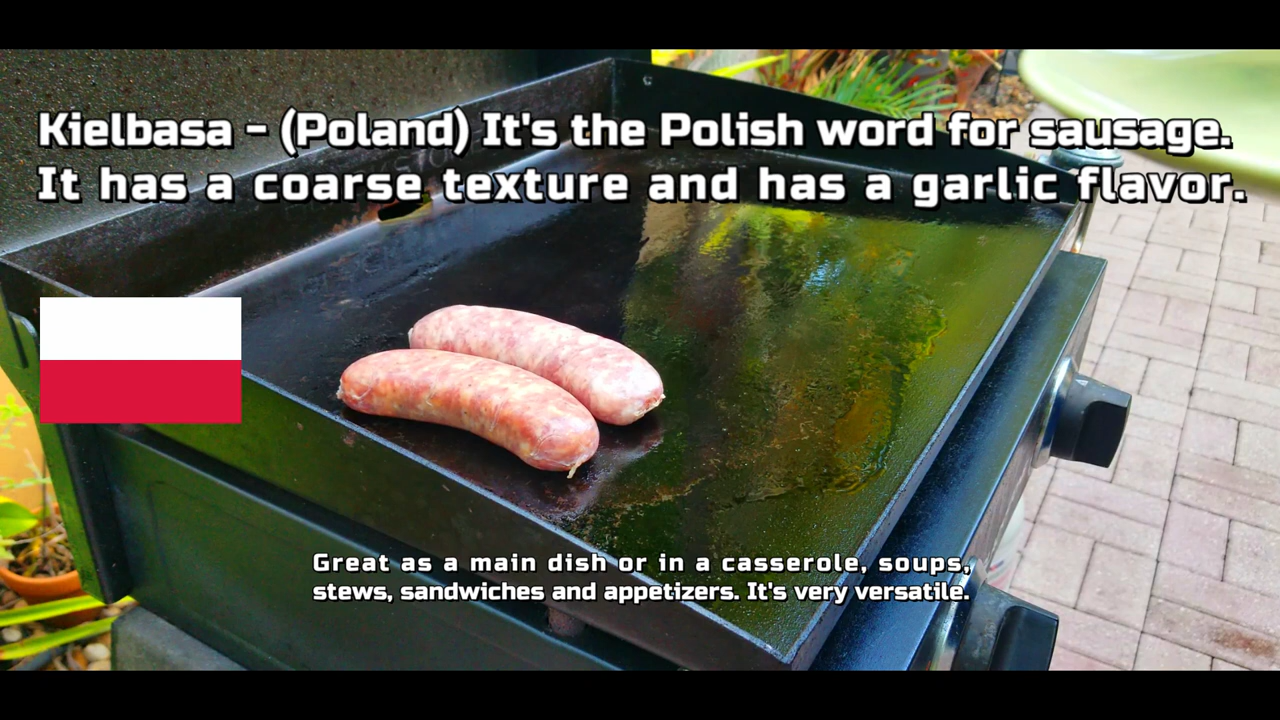 Kielbasa - (Poland) It's the Polish word for sausage.
It has a coarse texture and has a garlic flavor.
Great as a main dish or in a casserole, soups,
stews, sandwiches and appetizers. It's very versatile.